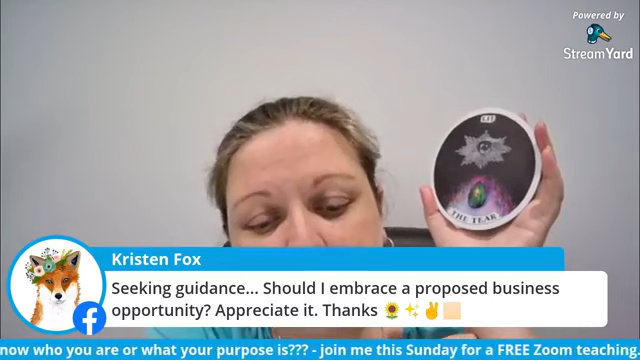 Powered by
StreamYard
THE TEAR
Kristen Fox
Seeking guidance... Should I embrace a proposed business
opportunity? Appreciate it. Thanks 🌻✨✌🏼
now who you are or what your purpose is??? - join me this Sunday for a FREE Zoom teaching.